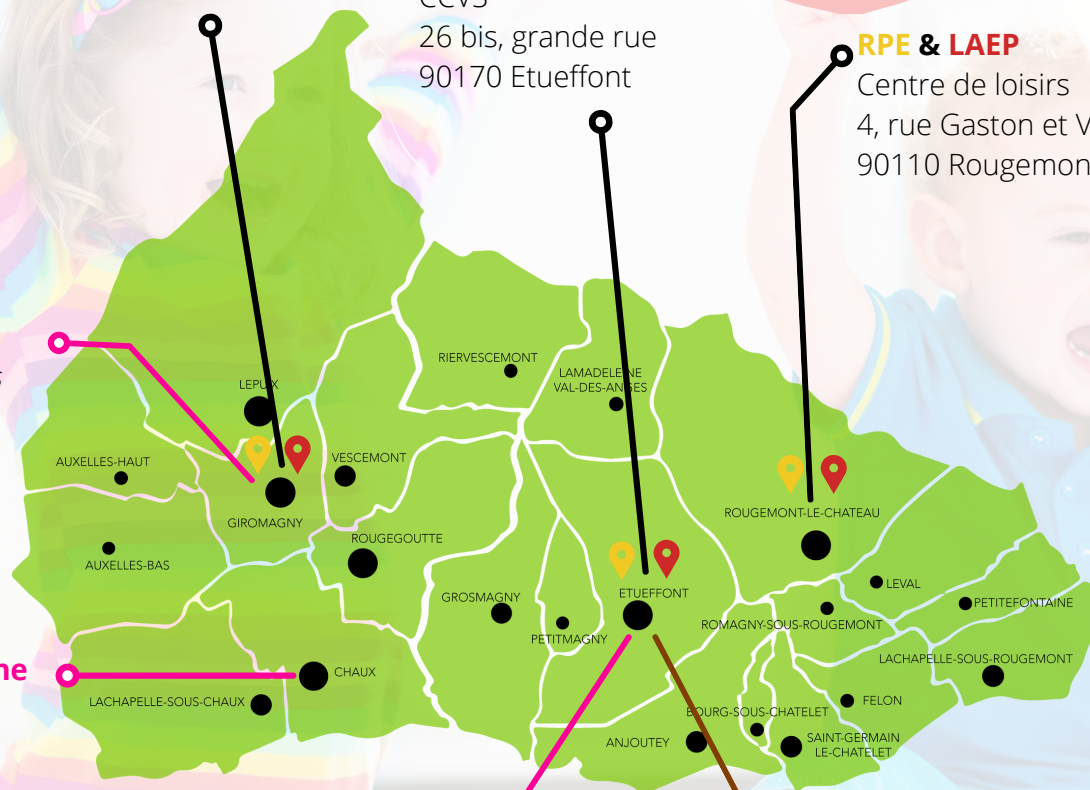 26 bis, grande rue
90170 Etueffont
RPE & LAEP
Centre de loisirs
4, rue Gaston et
90110
LEPUIX
RIERVESCEMONT
LAMADELEINE
VAL-DES-ANGES
AUXELLES-HAUT
VESCEMONT
GIROMAGNY
ROUGEMONT-LE-CHATEAU
ROUGEGOUTTE
AUXELLES-BAS
LEVAL
ETUEFFONT
GROSMAGNY
PETITEFONTAINE
ROMAGNY-SOUS-ROUGEMONT
PETITMAGNY
LACHAPELLE-SOUS-ROUGEMONT
CHAUX
LACHAPELLE-SOUS-CHAUX
FELON
BOURG-SOUS-CHATELET
ANJOUTEY
SAINT-GERMAIN
LE-CHATELET